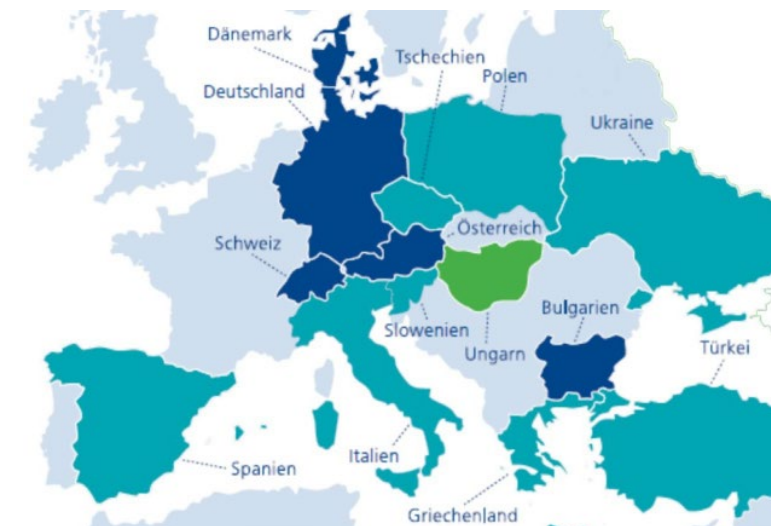 Dänemark
Tschechien
Polen
Deutschland
Ukraine
Österreich
Schweiz
Bulgarien
Slowenien
Ungarn
Türkei
Italien
Spanien
Griechenland